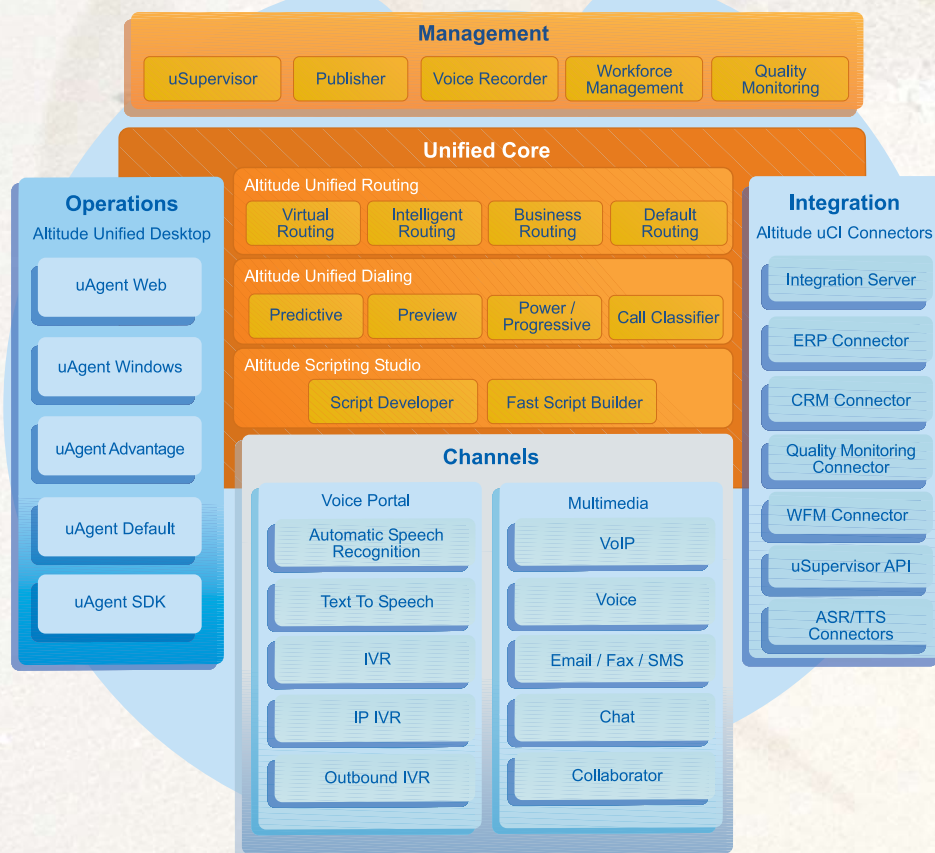 Management
uSupervisor
Publisher
Voice Recorder
Workforce
Management
Quality
Monitoring
Unified Core
Altitude Unified Routing
Virtual
Routing
Intelligent
Routing
Business
Routing
Default
Routing
Altitude Unified Dialing
Predictive
Preview
Power /
Progressive
Call Classifier
Altitude Scripting Studio
Script Developer
Fast Script Builder
Operations
Altitude Unified Desktop
uAgent Web
uAgent Windows
uAgent Advantage
uAgent Default
uAgent SDK
Channels
Voice Portal
Automatic Speech
Recognition
Text To Speech
IVR
IP IVR
Outbound IVR
Multimedia
VoIP
Voice
Email / Fax / SMS
Chat
Collaborator
Integration
Altitude uCI Connectors
Integration Server
ERP Connector
CRM Connector
Quality Monitoring
Connector
WFM Connector
uSupervisor API
ASR/TTS
Connectors